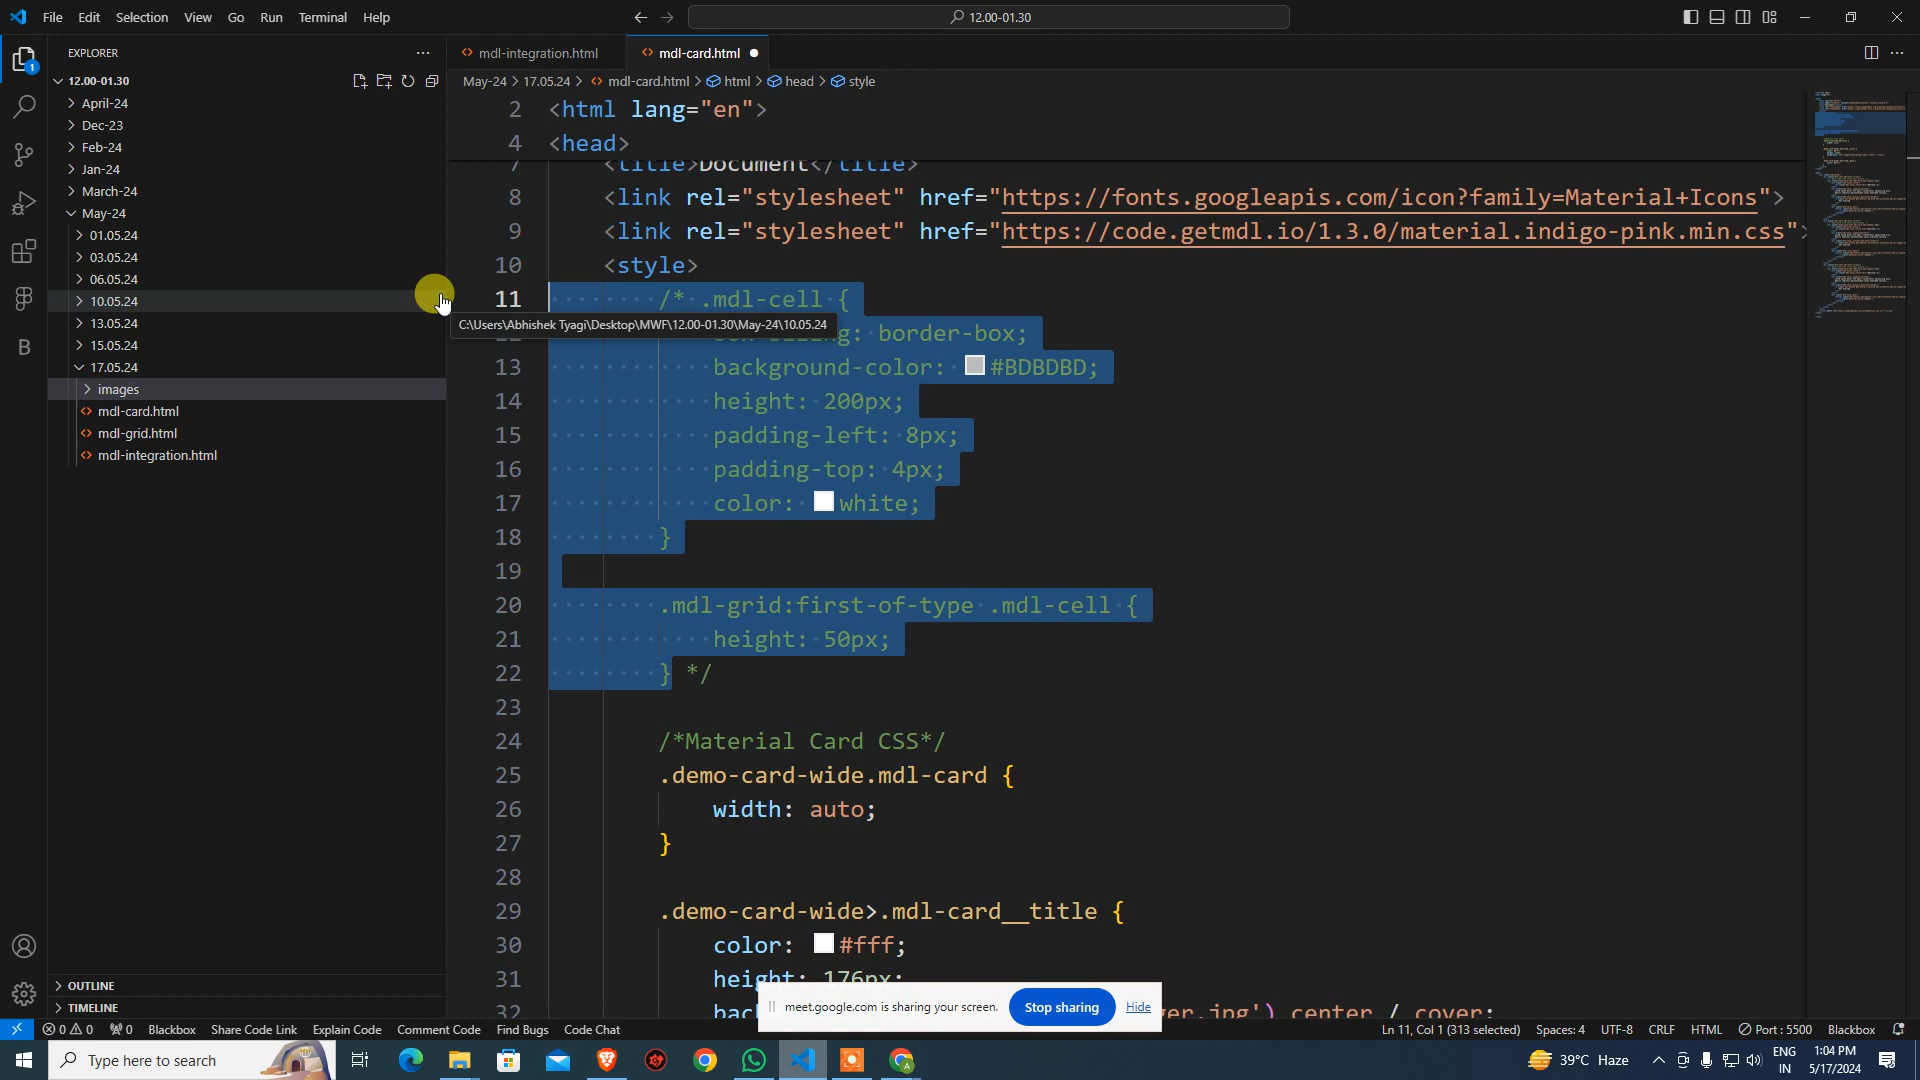 File Edit Selection View Go Run Terminal Help
12.00-01.30
EXPLORER
12.00-01.30
April-24
Dec-23
Feb-24
Jan-24
March-24
May-24
01.05.24
03.05.24
06.05.24
10.05.24
13.05.24
15.05.24
17.05.24
images
mdl-card.html
mdl-grid.html
mdl-integration.html
OUTLINE
TIMELINE
mdl-integration.html mdl-card.html
May-24 > 17.05.24 > mdl-card.html > html > head > style
2 <html lang="en">
4 <head>
7 <title>Document</title>
8 <link rel="stylesheet" href="https://fonts.googleapis.com/icon?family=Material+Icons">
9 <link rel="stylesheet" href="https://code.getmdl.io/1.3.0/material.indigo-pink.min.css">
10 <style>
11 /* .mdl-cell {
C:\Users\Abhishek Tyagi\Desktop\MWF\12.00-01.30\May-24\10.05.24
border-box;
13 background-color: #BDBDBD;
14 height: 200px;
15 padding-left: 8px;
16 padding-top: 4px;
17 color: white;
18 }
19
20 .mdl-grid:first-of-type .mdl-cell {
21 height: 50px;
22 } */
23
24 /*Material Card CSS*/
25 .demo-card-wide.mdl-card {
26 width: auto;
27 }
28
29 .demo-card-wide>.mdl-card__title {
30 color: #fff;
31 height: 176px;
32 center / cover;
meet.google.com is sharing your screen. Stop sharing Hide
0 0 0 Blackbox Share Code Link Explain Code Comment Code Find Bugs Code Chat
Ln 11, Col 1 (313 selected) Spaces: 4 UTF-8 CRLF HTML Port : 5500 Blackbox
Type here to search
39°C Haze
ENG
IN
1:04 PM
5/17/2024